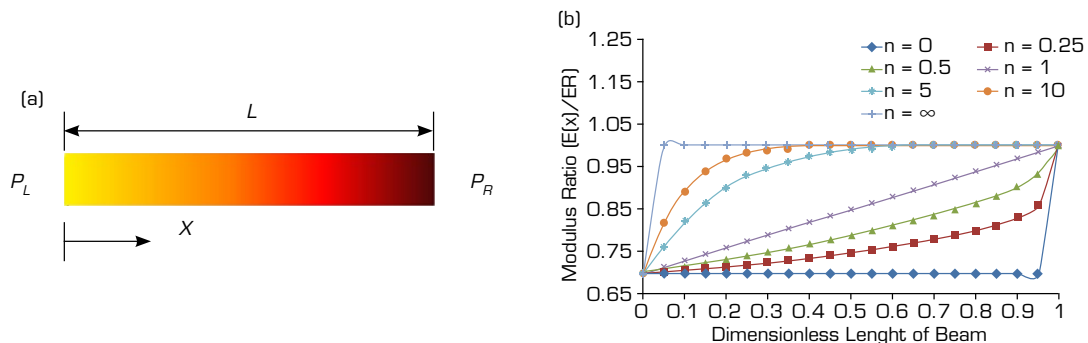 (a)
L
P_L
P_R
X
(b)
Modulus Ratio (E(x)/ER)
1.25
1.15
1.05
0.95
0.85
0.75
0.65
n = 0
n = 0.25
n = 0.5
n = 1
n = 5
n = 10
n = ∞
0 0.1 0.2 0.3 0.4 0.5 0.6 0.7 0.8 0.9 1
Dimensionless Lenght of Beam